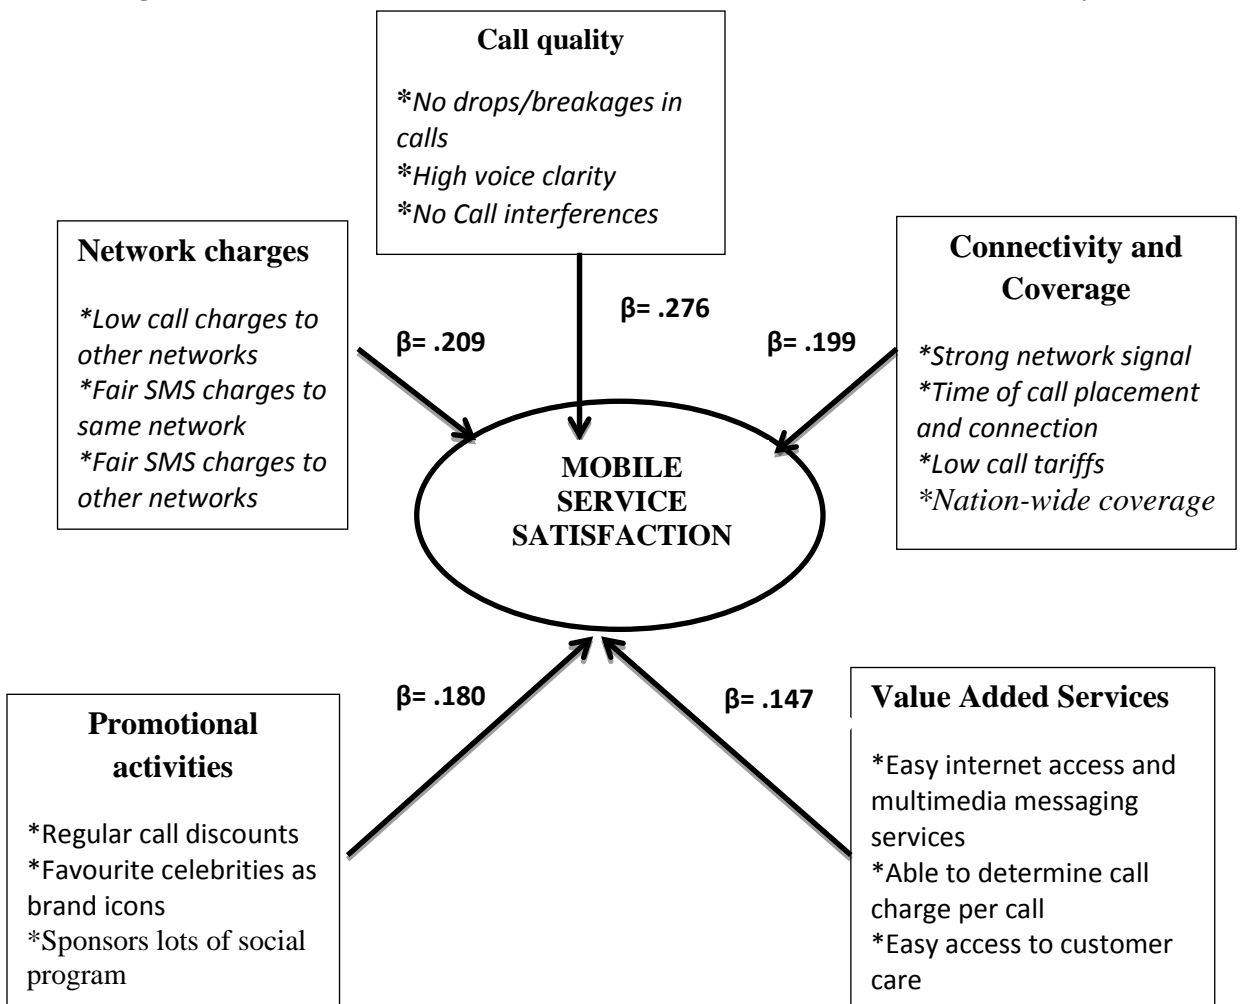 Call quality
*No drops/breakages in
calls
*High voice clarity
*No Call interferences
Network charges
*Low call charges to
other networks
*Fair SMS charges to
same network
*Fair SMS charges to
other networks
Connectivity and
Coverage
*Strong network signal
*Time of call placement
and connection
*Low call tariffs
*Nation-wide coverage
β= .276
β= .209
β= .199
MOBILE
SERVICE
SATISFACTION
β= .180
β= .147
Promotional
activities
*Regular call discounts
*Favourite celebrities as
brand icons
*Sponsors lots of social
program
Value Added Services
*Easy internet access and
multimedia messaging
services
*Able to determine call
charge per call
*Easy access to customer
care